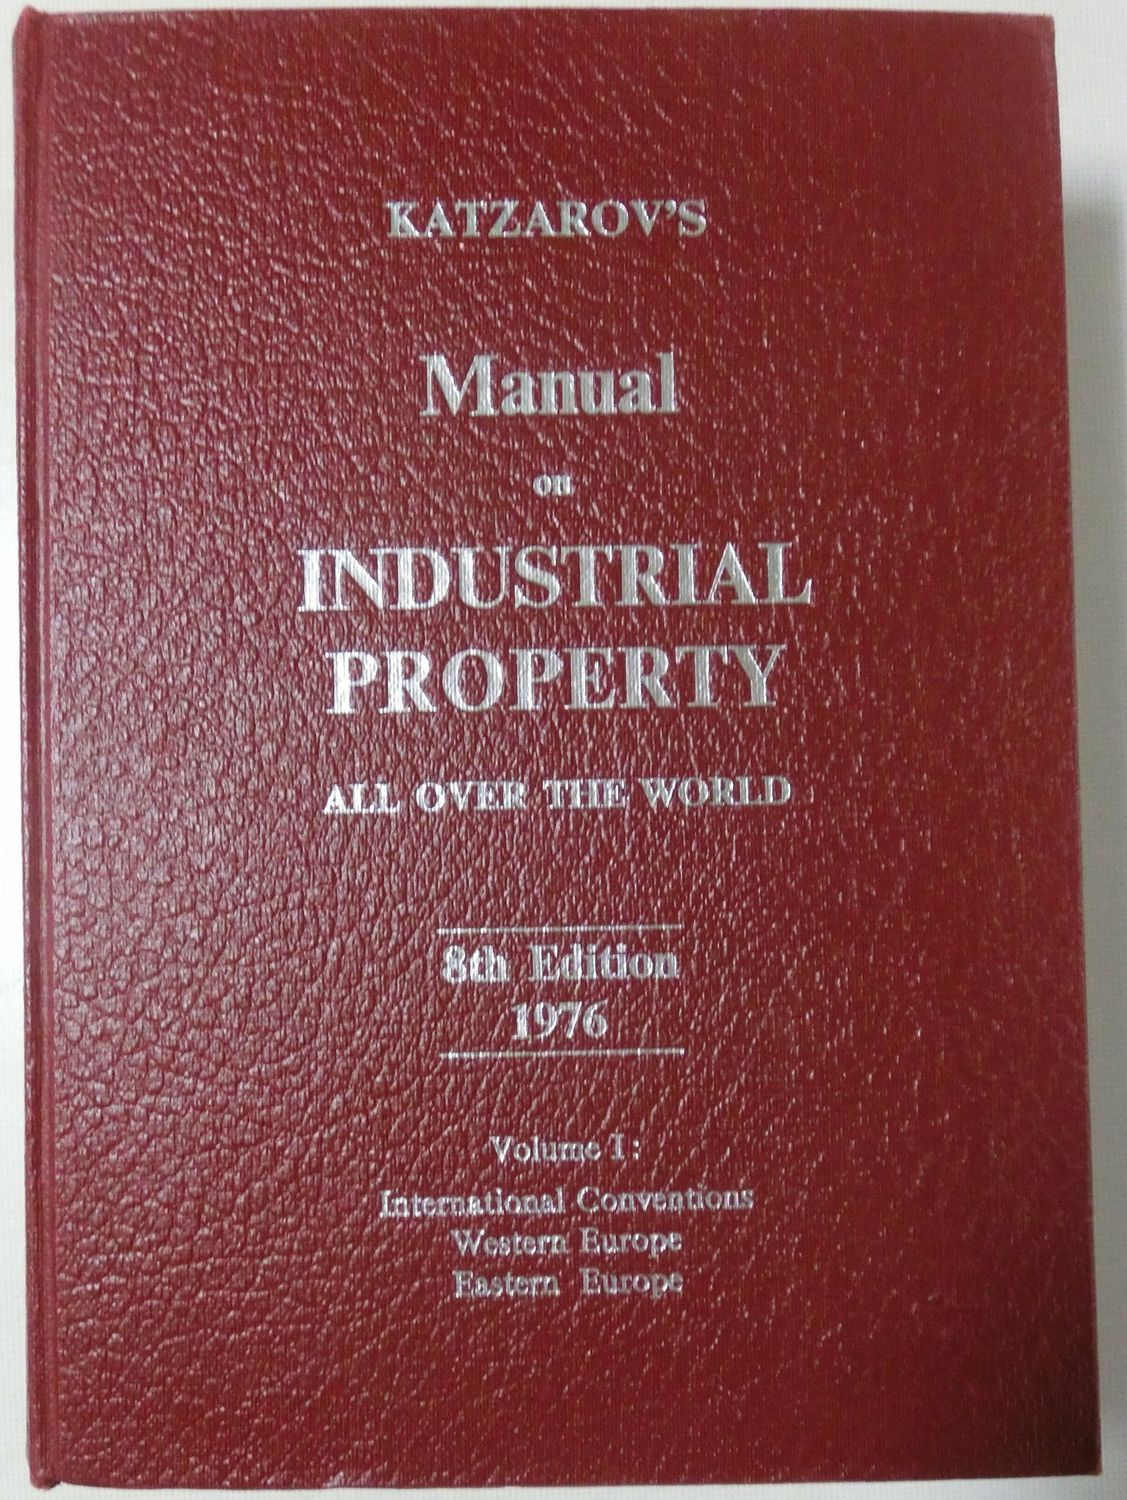 KATZAROV'S
Manual
on
INDUSTRIAL
PROPERTY
ALL OVER THE WORLD
8th Edition
1976
Volume I:
International Conventions
Western Europe
Eastern Europe